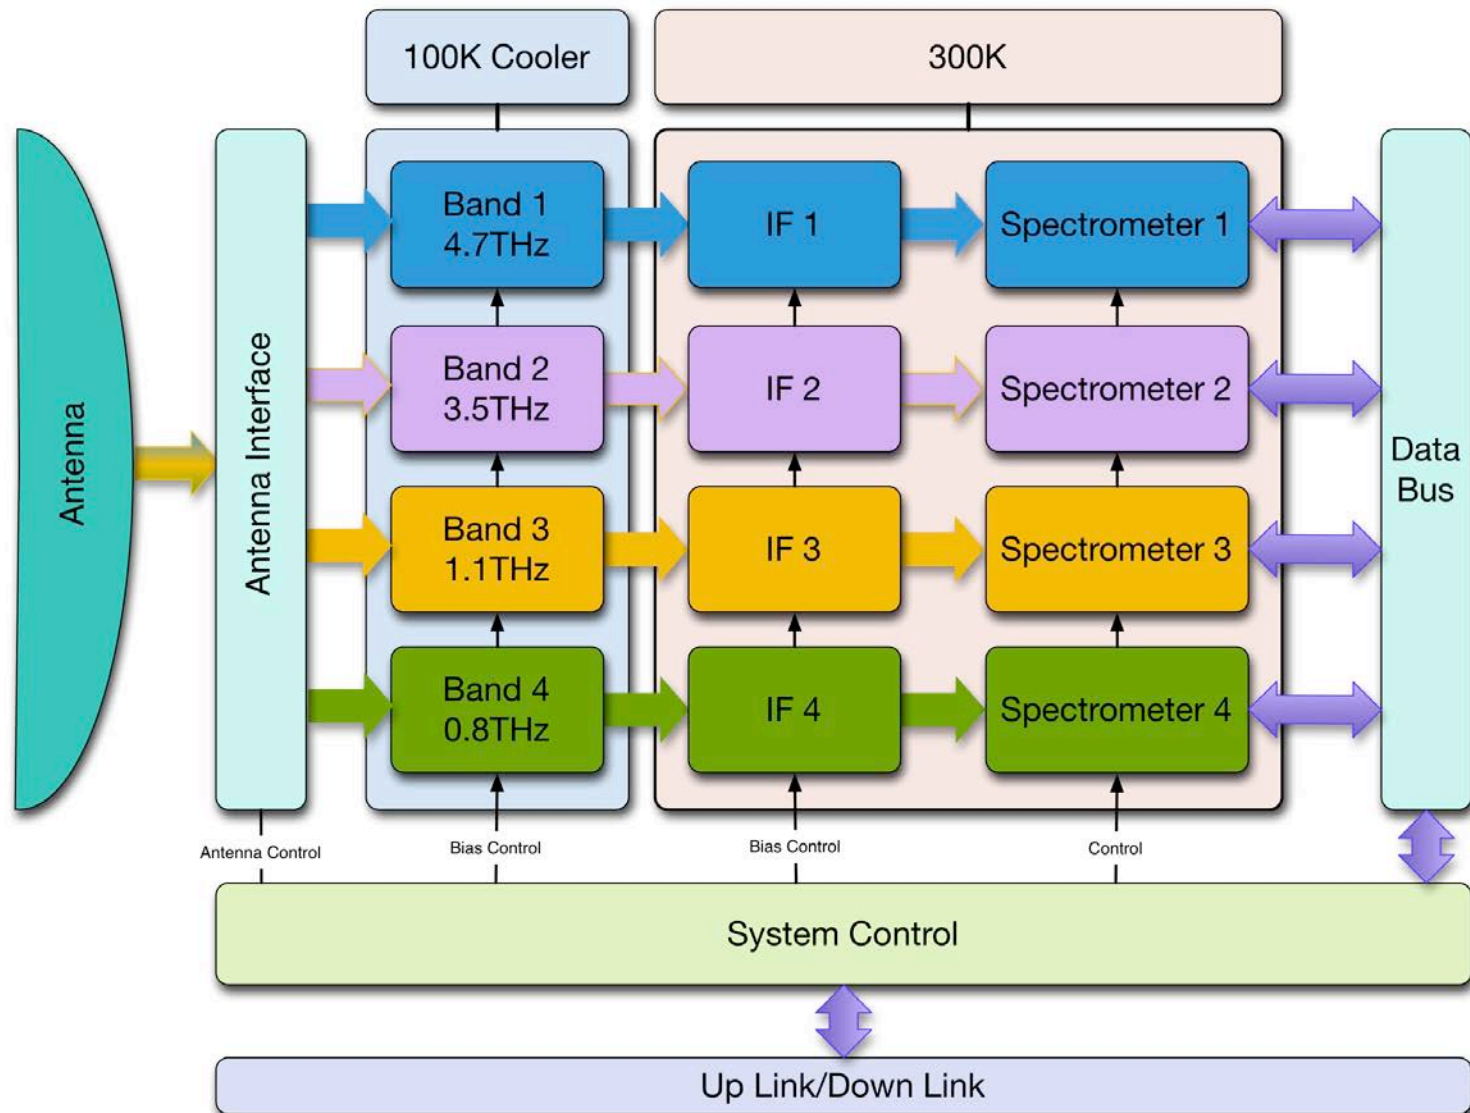 100K Cooler
300K
Antenna
Antenna Interface
Band 1
4.7THz
IF 1
Spectrometer 1
Band 2
3.5THz
IF 2
Spectrometer 2
Band 3
1.1THz
IF 3
Spectrometer 3
Band 4
0.8THz
IF 4
Spectrometer 4
Data
Bus
Antenna Control
Bias Control
Bias Control
Control
System Control
Up Link/Down Link